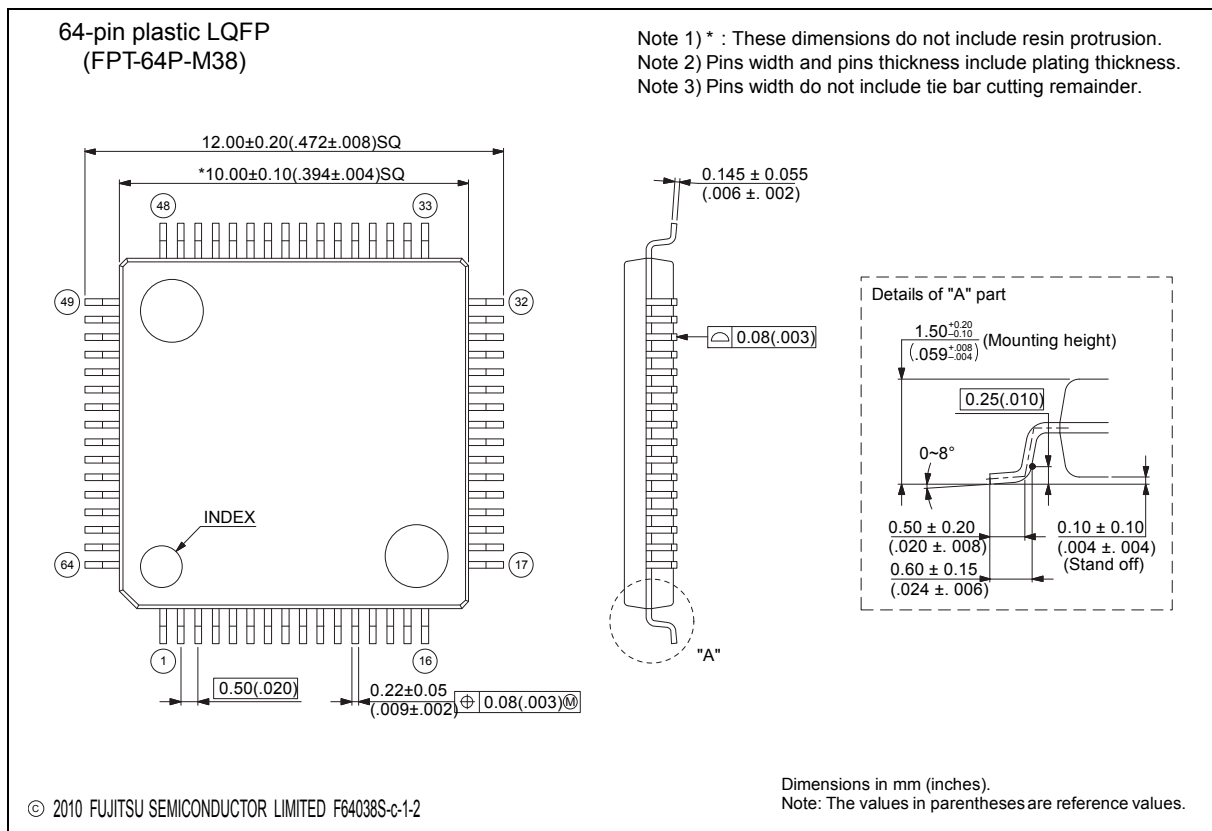 64-pin plastic LQFP
(FPT-64P-M38)
Note 1) * : These dimensions do not include resin protrusion.
Note 2) Pins width and pins thickness include plating thickness.
Note 3) Pins width do not include tie bar cutting remainder.
12.00±0.20(.472±.008)SQ
*10.00±0.10(.394±.004)SQ
48
33
49
32
INDEX
64
17
1
16
0.50(.020)
0.22±0.05
(.009±.002)
⌖ 0.08(.003)Ⓜ
0.145 ± 0.055
(.006 ±. 002)
⌓ 0.08(.003)
"A"
Details of "A" part
1.50 +0.20 –0.10 (Mounting height)
(.059 +.008 –.004)
0.25(.010)
0~8°
0.50 ± 0.20
(.020 ±. 008)
0.60 ± 0.15
(.024 ±. 006)
0.10 ± 0.10
(.004 ±. 004)
(Stand off)
© 2010 FUJITSU SEMICONDUCTOR LIMITED F64038S-c-1-2
Dimensions in mm (inches).
Note: The values in parentheses are reference values.